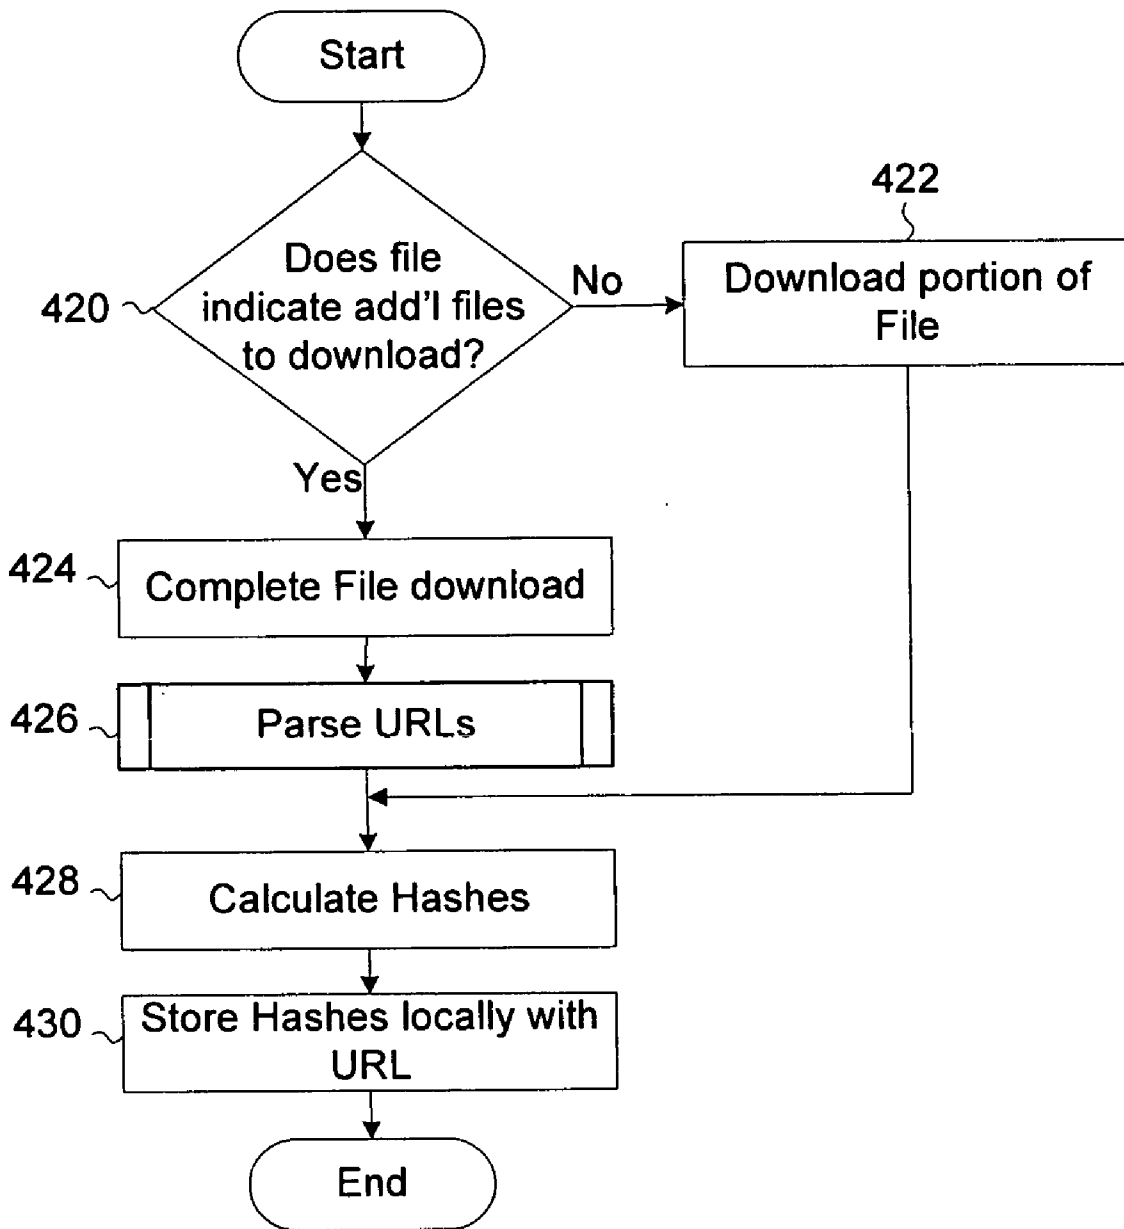 Start
422
Does file
indicate add'l files
to download?
420
No
Download portion of
File
Yes
424
Complete File download
426
Parse URLs
428
Calculate Hashes
430
Store Hashes locally with
URL
End